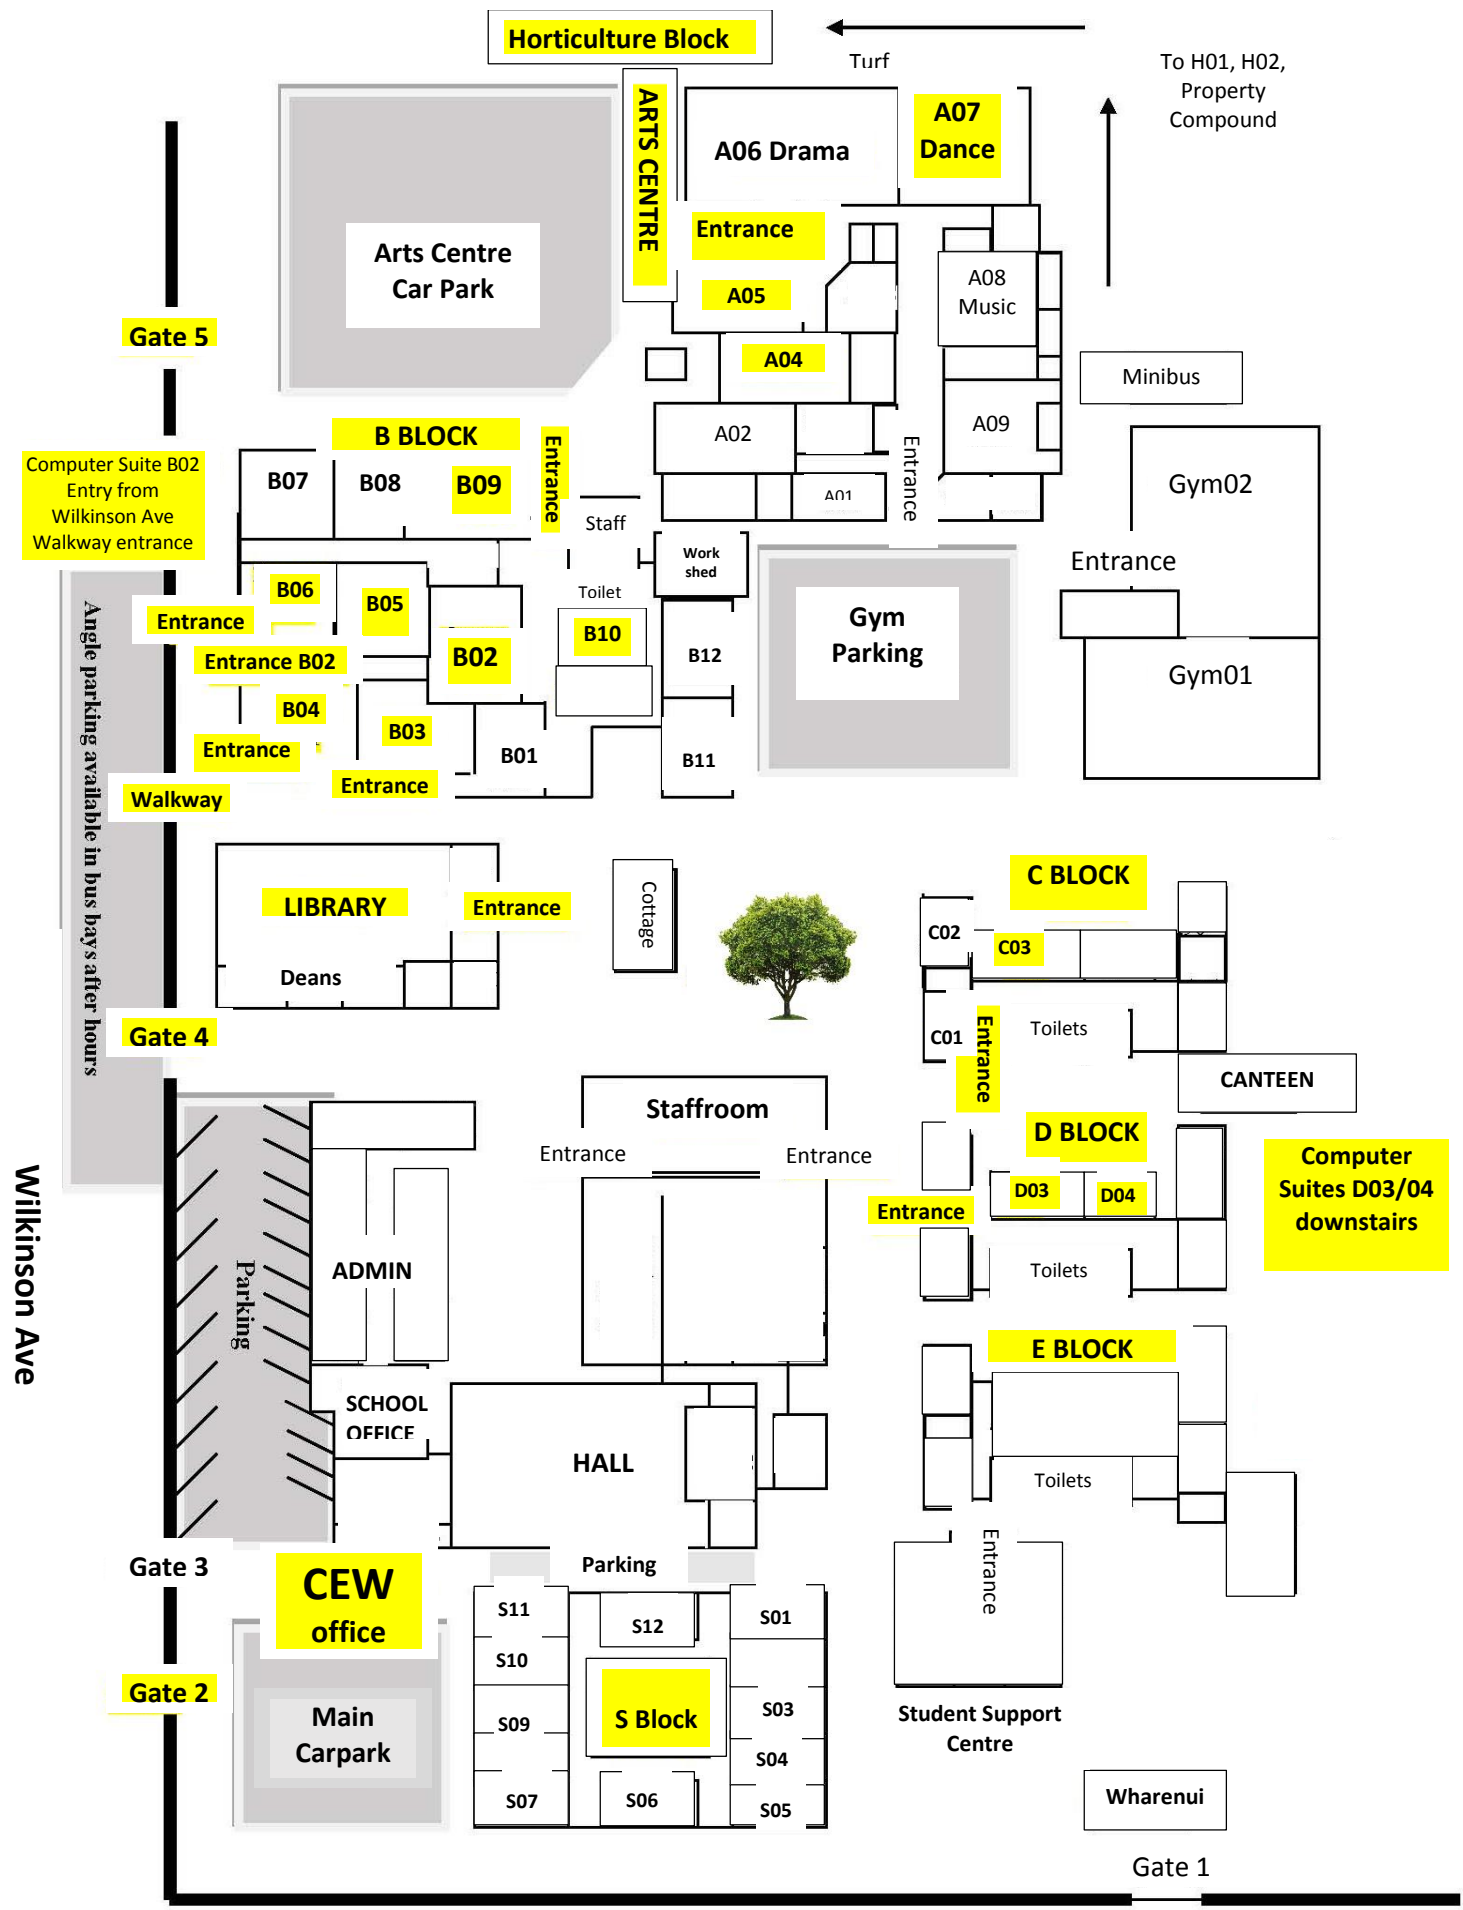 Horticulture Block
Turf
To H01, H02,
Property
Compound
ARTS CENTRE
A06 Drama
A07
Dance
Entrance
Arts Centre
Car Park
A05
A08
Music
Gate 5
A04
Minibus
A02
A09
B BLOCK
Entrance
Entrance
Computer Suite B02
Entry from
Wilkinson Ave
Walkway entrance
B07
B08
B09
A01
Staff
Gym02
Work
shed
Entrance
B06
B05
Toilet
Entrance
B10
Gym
Parking
Entrance B02
B02
B12
Gym01
B04
B03
Entrance
B01
B11
Entrance
Walkway
Angle parking available in bus bays after hours
LIBRARY
Entrance
Cottage
Deans
C BLOCK
C02
C03
Gate 4
C01
Entrance
Toilets
CANTEEN
Staffroom
Entrance
Entrance
D BLOCK
D03
D04
Entrance
Computer
Suites D03/04
downstairs
Wilkinson Ave
Parking
ADMIN
Toilets
E BLOCK
SCHOOL
OFFICE
HALL
Toilets
Entrance
Gate 3
CEW
office
Parking
S11
S12
S01
S10
Gate 2
Main
Carpark
S09
S Block
S03
S04
S07
S06
S05
Student Support
Centre
Wharenui
Gate 1